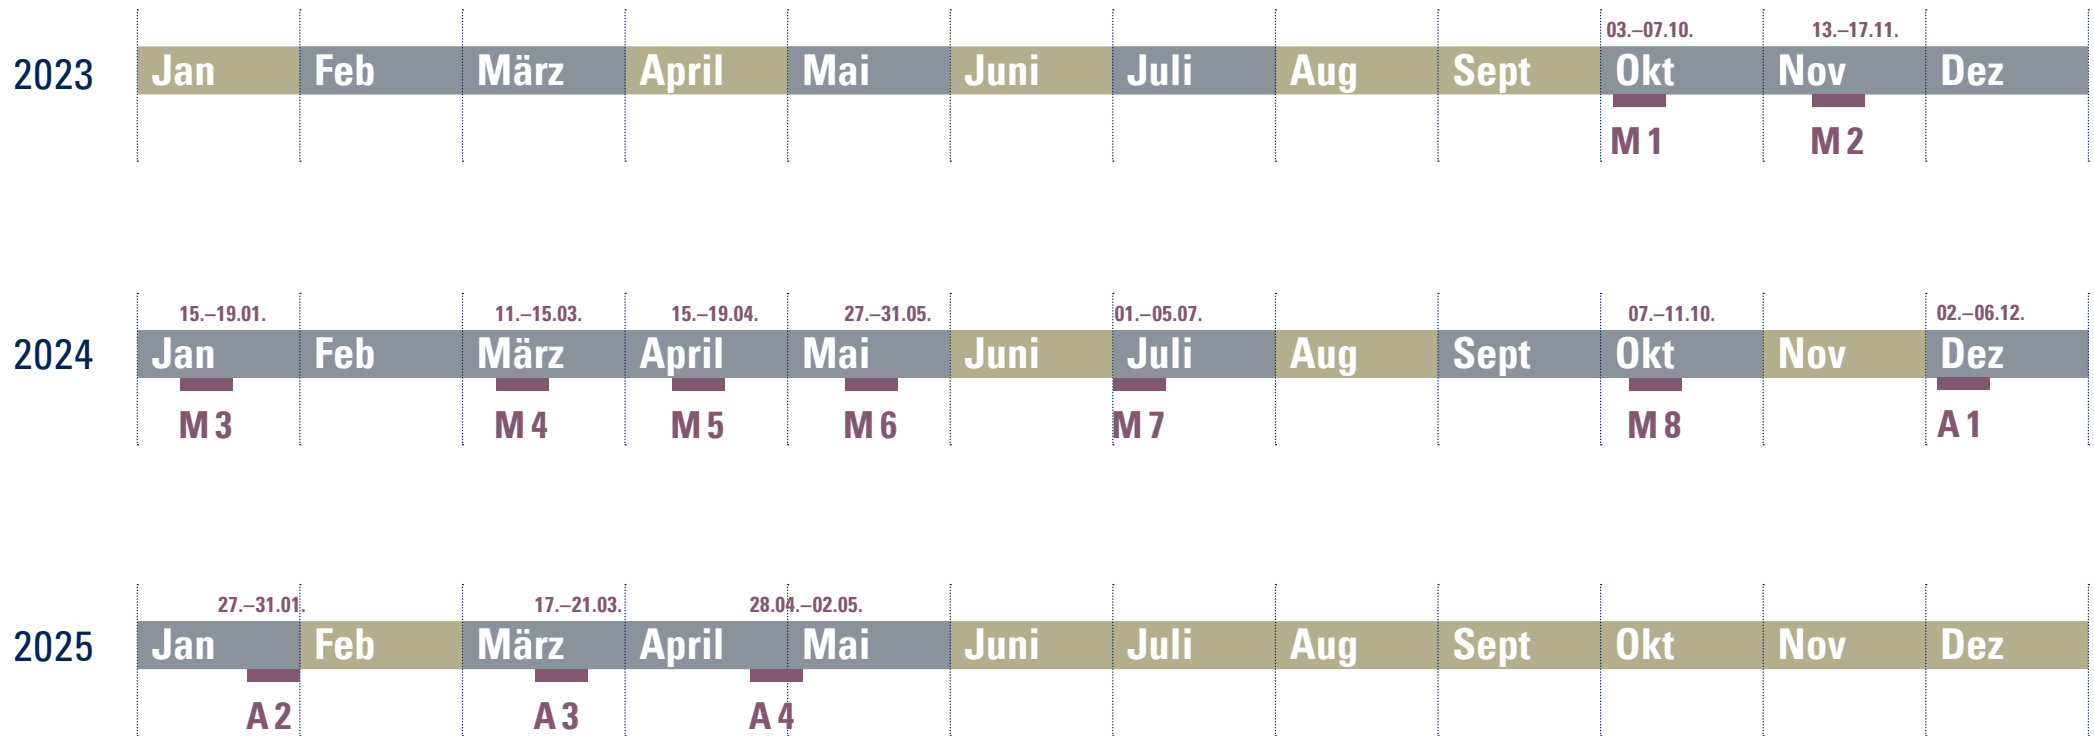 03.–07.10. 13.–17.11.
2023 Jan Feb März April Mai Juni Juli Aug Sept Okt Nov Dez
M 1 M 2
15.–19.01. 11.–15.03. 15.–19.04. 27.–31.05. 01.–05.07. 07.–11.10. 02.–06.12.
2024 Jan Feb März April Mai Juni Juli Aug Sept Okt Nov Dez
M 3 M 4 M 5 M 6 M 7 M 8 A 1
27.–31.01. 17.–21.03. 28.04.–02.05.
2025 Jan Feb März April Mai Juni Juli Aug Sept Okt Nov Dez
A 2 A 3 A 4